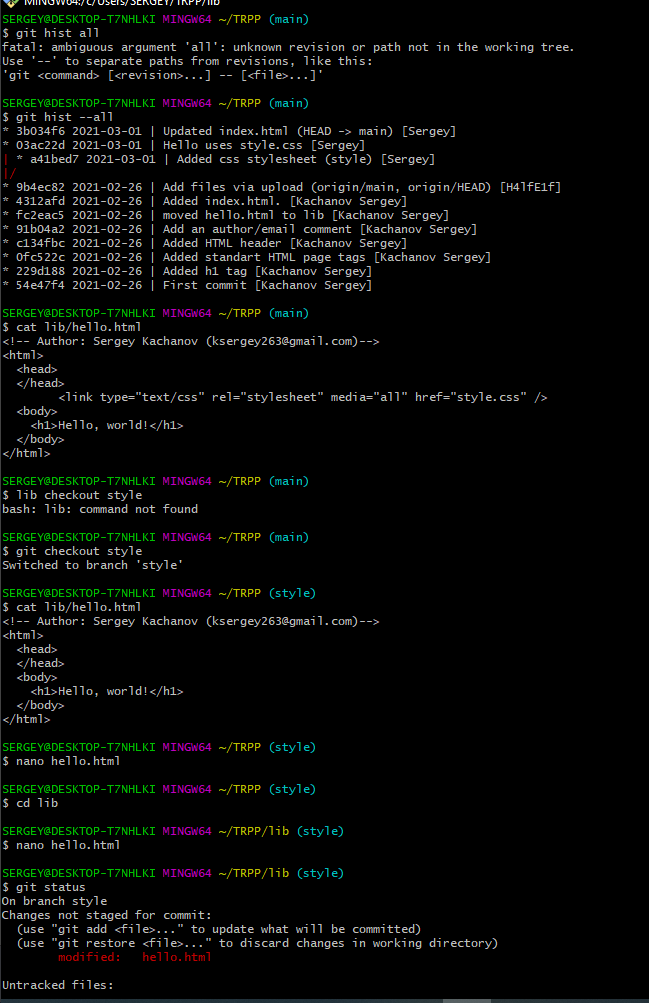 MINGW64:/c/Users/SERGEY/TRPP/lib
SERGEY@DESKTOP-T7NHLKI MINGW64 ~/TRPP (main)
$ git hist all
fatal: ambiguous argument 'all': unknown revision or path not in the working tree.
Use '--' to separate paths from revisions, like this:
'git <command> [<revision>...] -- [<file>...]'
SERGEY@DESKTOP-T7NHLKI MINGW64 ~/TRPP (main)
$ git hist --all
* 3b034f6 2021-03-01 | Updated index.html (HEAD -> main) [Sergey]
* 03ac22d 2021-03-01 | Hello uses style.css [Sergey]
| * a41bed7 2021-03-01 | Added css stylesheet (style) [Sergey]
|/
* 9b4ec82 2021-02-26 | Add files via upload (origin/main, origin/HEAD) [H4lfE1f]
* 4312afd 2021-02-26 | Added index.html. [Kachanov Sergey]
* fc2eac5 2021-02-26 | moved hello.html to lib [Kachanov Sergey]
* 91b04a2 2021-02-26 | Add an author/email comment [Kachanov Sergey]
* c134fbc 2021-02-26 | Added HTML header [Kachanov Sergey]
* 0fc522c 2021-02-26 | Added standart HTML page tags [Kachanov Sergey]
* 229d188 2021-02-26 | Added h1 tag [Kachanov Sergey]
* 54e47f4 2021-02-26 | First commit [Kachanov Sergey]
SERGEY@DESKTOP-T7NHLKI MINGW64 ~/TRPP (main)
$ cat lib/hello.html
<!-- Author: Sergey Kachanov (ksergey263@gmail.com)-->
<html>
  <head>
  </head>
        <link type="text/css" rel="stylesheet" media="all" href="style.css" />
  <body>
    <h1>Hello, world!</h1>
  </body>
</html>
SERGEY@DESKTOP-T7NHLKI MINGW64 ~/TRPP (main)
$ lib checkout style
bash: lib: command not found
SERGEY@DESKTOP-T7NHLKI MINGW64 ~/TRPP (main)
$ git checkout style
Switched to branch 'style'
SERGEY@DESKTOP-T7NHLKI MINGW64 ~/TRPP (style)
$ cat lib/hello.html
<!-- Author: Sergey Kachanov (ksergey263@gmail.com)-->
<html>
  <head>
  </head>
  <body>
    <h1>Hello, world!</h1>
  </body>
</html>
SERGEY@DESKTOP-T7NHLKI MINGW64 ~/TRPP (style)
$ nano hello.html
SERGEY@DESKTOP-T7NHLKI MINGW64 ~/TRPP (style)
$ cd lib
SERGEY@DESKTOP-T7NHLKI MINGW64 ~/TRPP/lib (style)
$ nano hello.html
SERGEY@DESKTOP-T7NHLKI MINGW64 ~/TRPP/lib (style)
$ git status
On branch style
Changes not staged for commit:
  (use "git add <file>..." to update what will be committed)
  (use "git restore <file>..." to discard changes in working directory)
        modified:   hello.html
Untracked files: